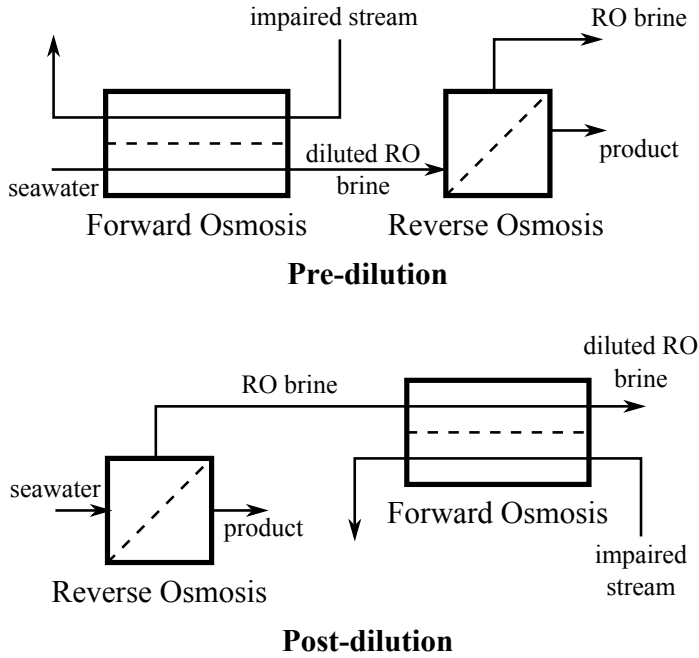 impaired stream
RO brine
diluted RO
brine
product
seawater
Forward Osmosis
Reverse Osmosis
Pre-dilution
diluted RO
brine
RO brine
seawater
product
Forward Osmosis
impaired
stream
Reverse Osmosis
Post-dilution